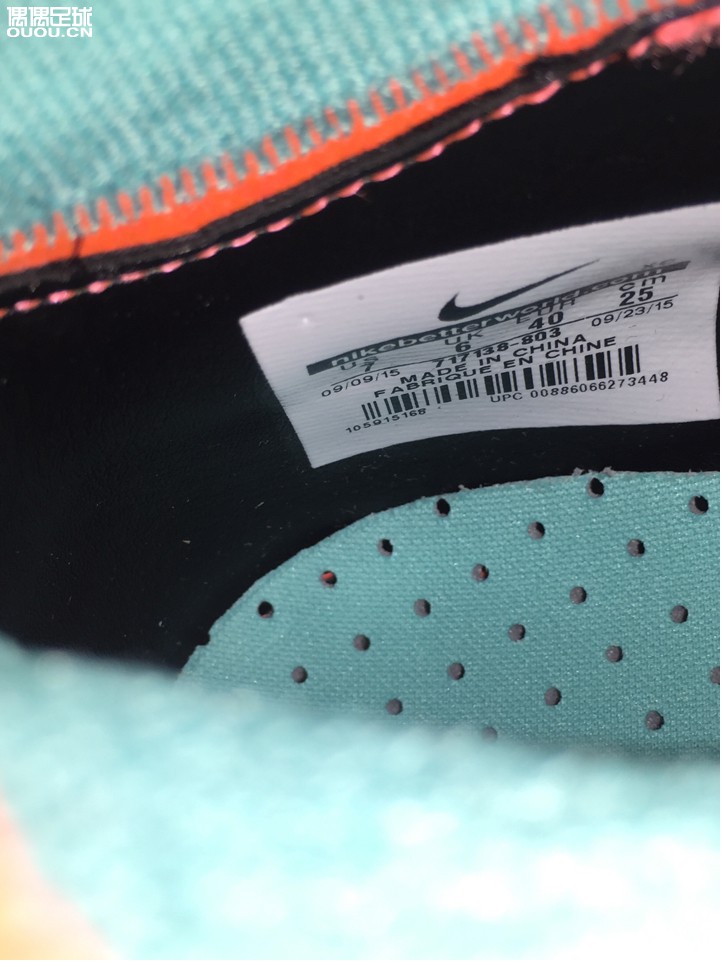 偶偶足球
OUOU.CN
nikebetterworld.com
US UK EUR cm
7 6 40 25
717138-803
09/09/15 09/23/15
MADE IN CHINA
FABRIQUE EN CHINE
105915168 UPC 00886066273448